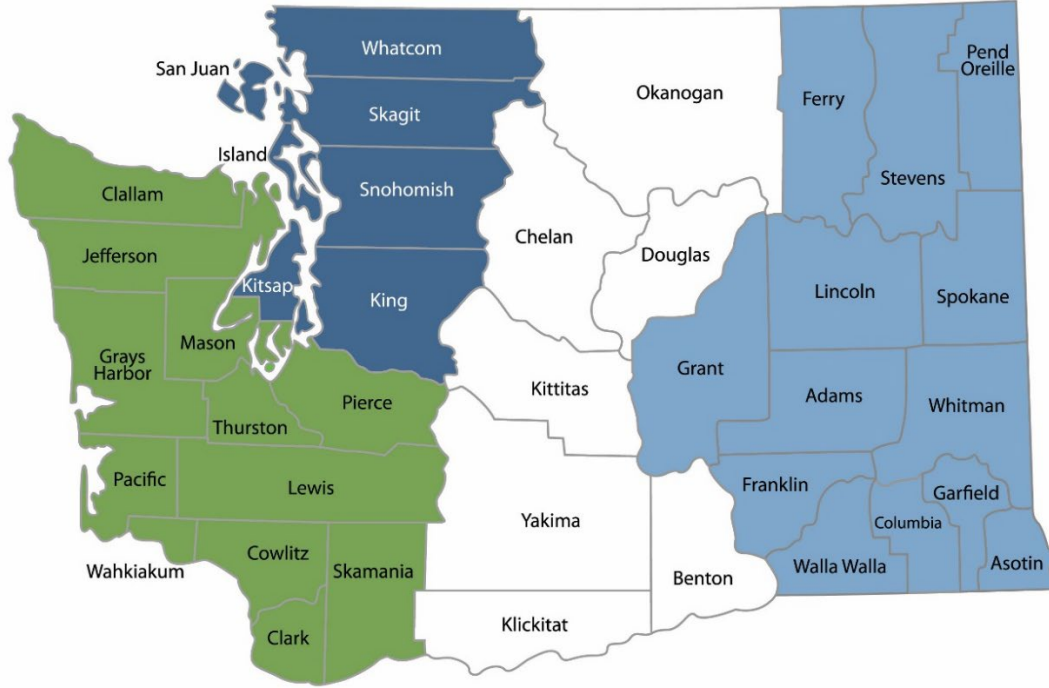 Whatcom
San Juan
Pend
Oreille
Okanogan
Ferry
Skagit
Island
Stevens
Snohomish
Clallam
Chelan
Douglas
Jefferson
Kitsap
King
Lincoln
Spokane
Mason
Grays
Harbor
Grant
Kittitas
Adams
Pierce
Whitman
Thurston
Pacific
Lewis
Franklin
Garfield
Yakima
Columbia
Cowlitz
Wahkiakum
Skamania
Benton
Walla Walla
Asotin
Klickitat
Clark